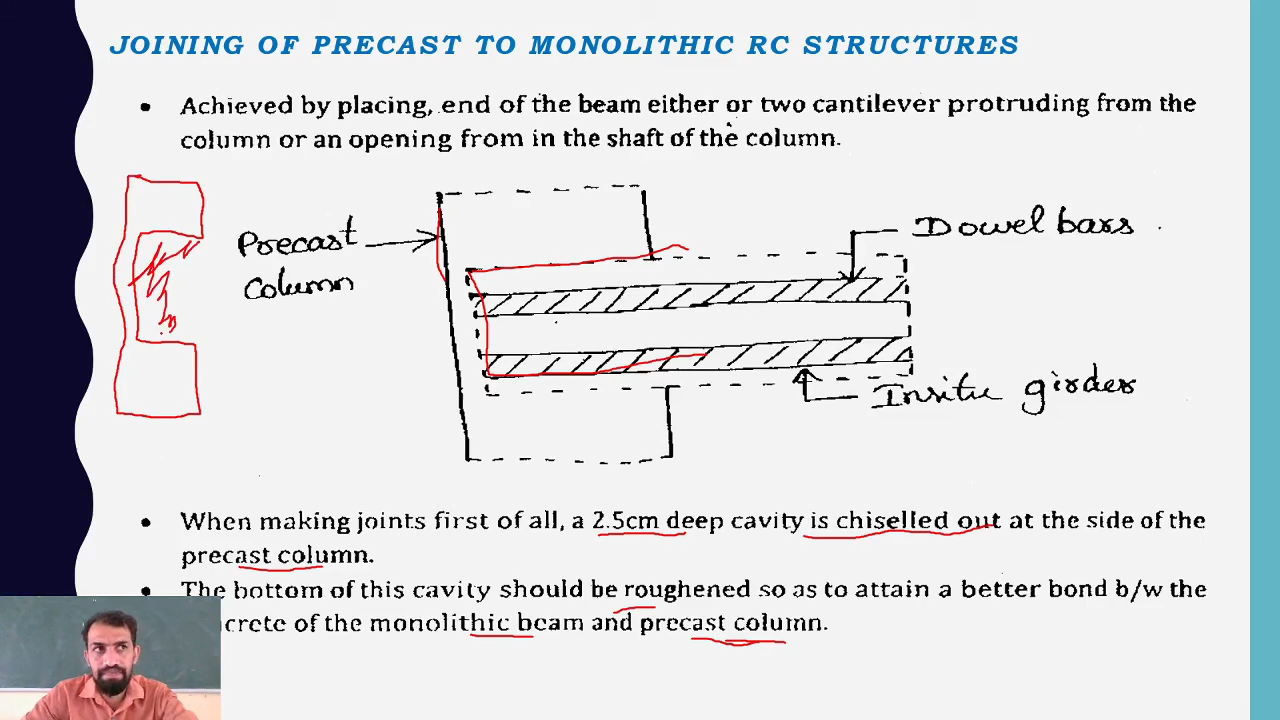 JOINING OF PRECAST TO MONOLITHIC RC STRUCTURES
• Achieved by placing, end of the beam either or two cantilever protruding from the
column or an opening from in the shaft of the column.
Precast
Column
Dowel bars
Insitu girder
• When making joints first of all, a 2.5cm deep cavity is chiselled out at the side of the
precast column.
• The bottom of this cavity should be roughened so as to attain a better bond b/w the
crete of the monolithic beam and precast column.